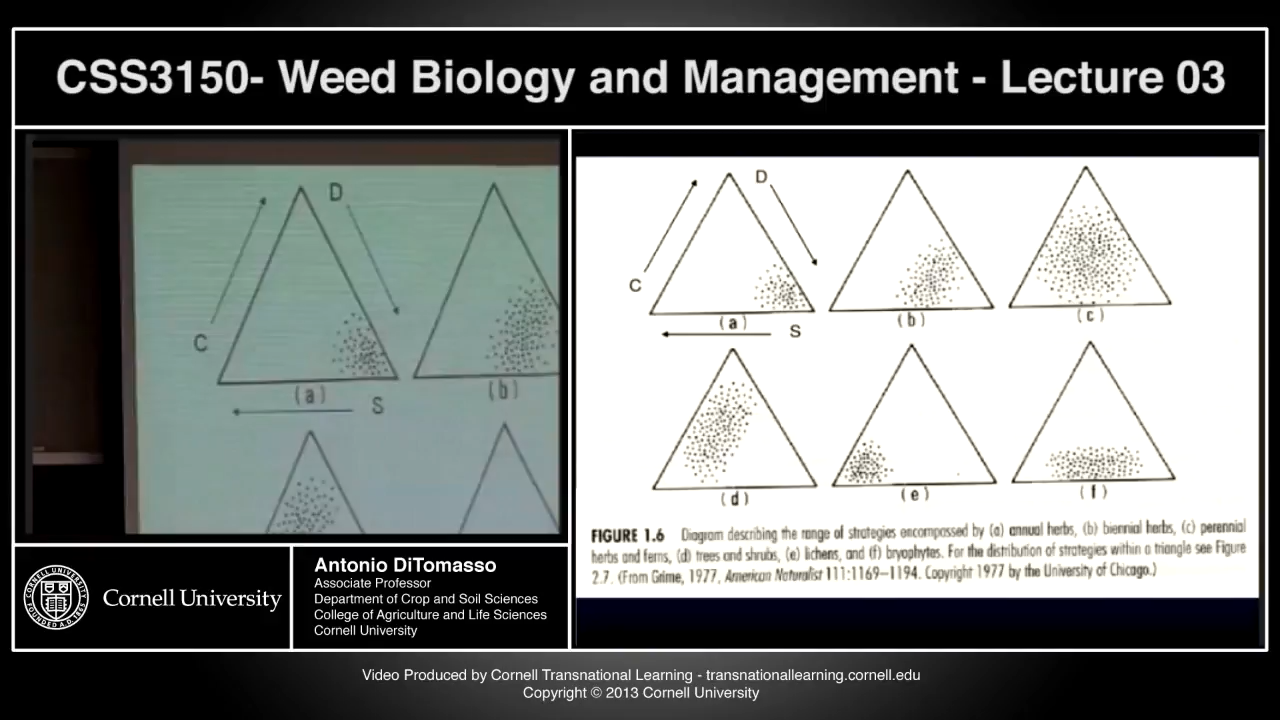 CSS3150- Weed Biology and Management - Lecture 03
D
C
(a)
(b)
S
D
C
(a)
S
(b)
(c)
(d)
(e)
(f)
FIGURE 1.6 Diagram describing the range of strategies encompassed by (a) annual herbs, (b) biennial herbs, (c) perennial
herbs and ferns, (d) trees and shrubs, (e) lichens, and (f) bryophytes. For the distribution of strategies within a triangle see Figure
2.7. (From Grime, 1977, American Naturalist 111:1169–1194. Copyright 1977 by the University of Chicago.)
CORNELL UNIVERSITY
FOUNDED A.D.
Cornell University
Antonio DiTomasso
Associate Professor
Department of Crop and Soil Sciences
College of Agriculture and Life Sciences
Cornell University
Video Produced by Cornell Transnational Learning - transnationallearning.cornell.edu
Copyright © 2013 Cornell University